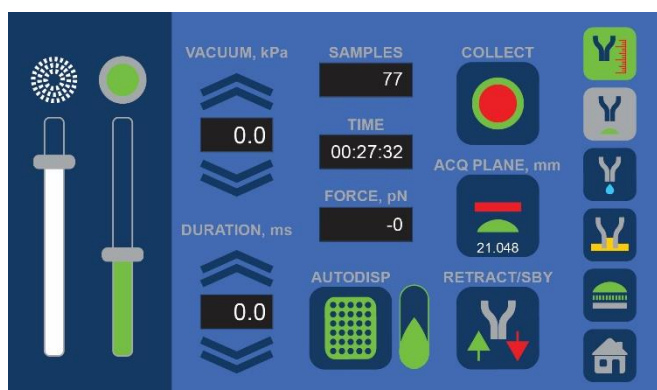 VACUUM, kPa
0.0
DURATION, ms
0.0
SAMPLES
77
TIME
00:27:32
FORCE, pN
-0
AUTODISP
COLLECT
ACQ PLANE, mm
21.048
RETRACT/SBY